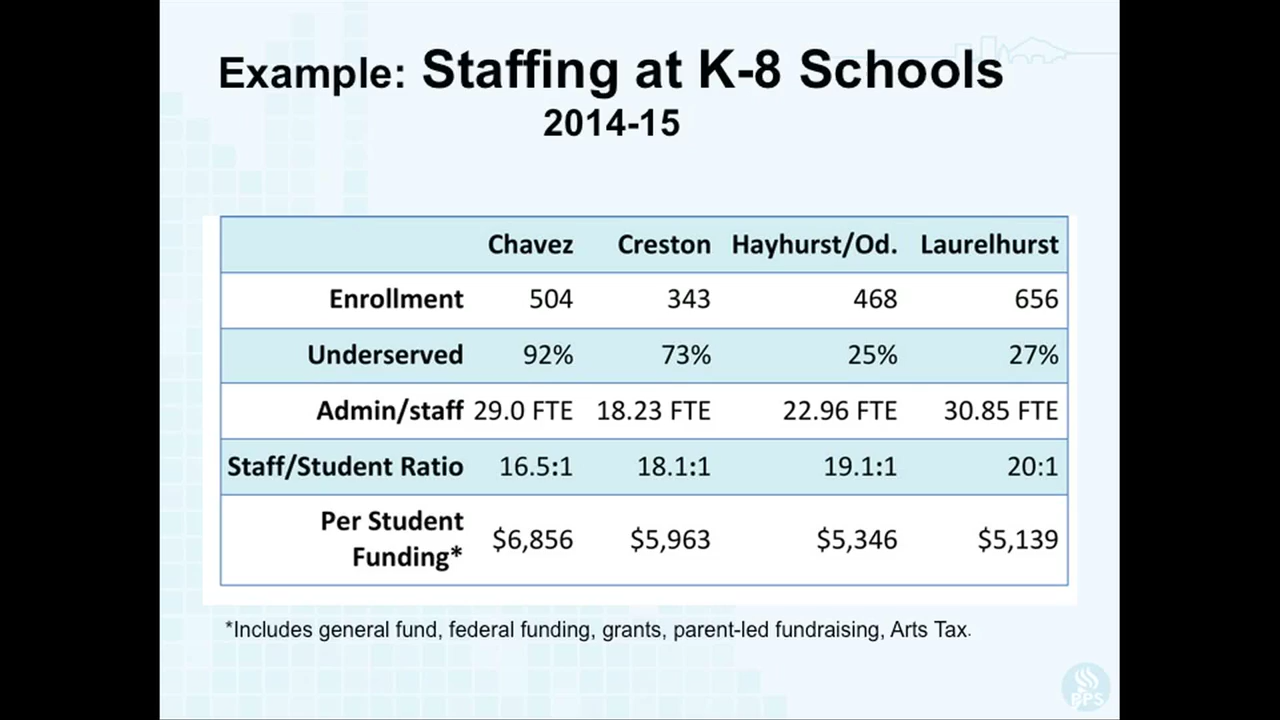 Example: Staffing at K-8 Schools
2014-15
Chavez Creston Hayhurst/Od. Laurelhurst
Enrollment 504 343 468 656
Underserved 92% 73% 25% 27%
Admin/staff 29.0 FTE 18.23 FTE 22.96 FTE 30.85 FTE
Staff/Student Ratio 16.5:1 18.1:1 19.1:1 20:1
Per Student
Funding* $6,856 $5,963 $5,346 $5,139
*Includes general fund, federal funding, grants, parent-led fundraising, Arts Tax.
PPS